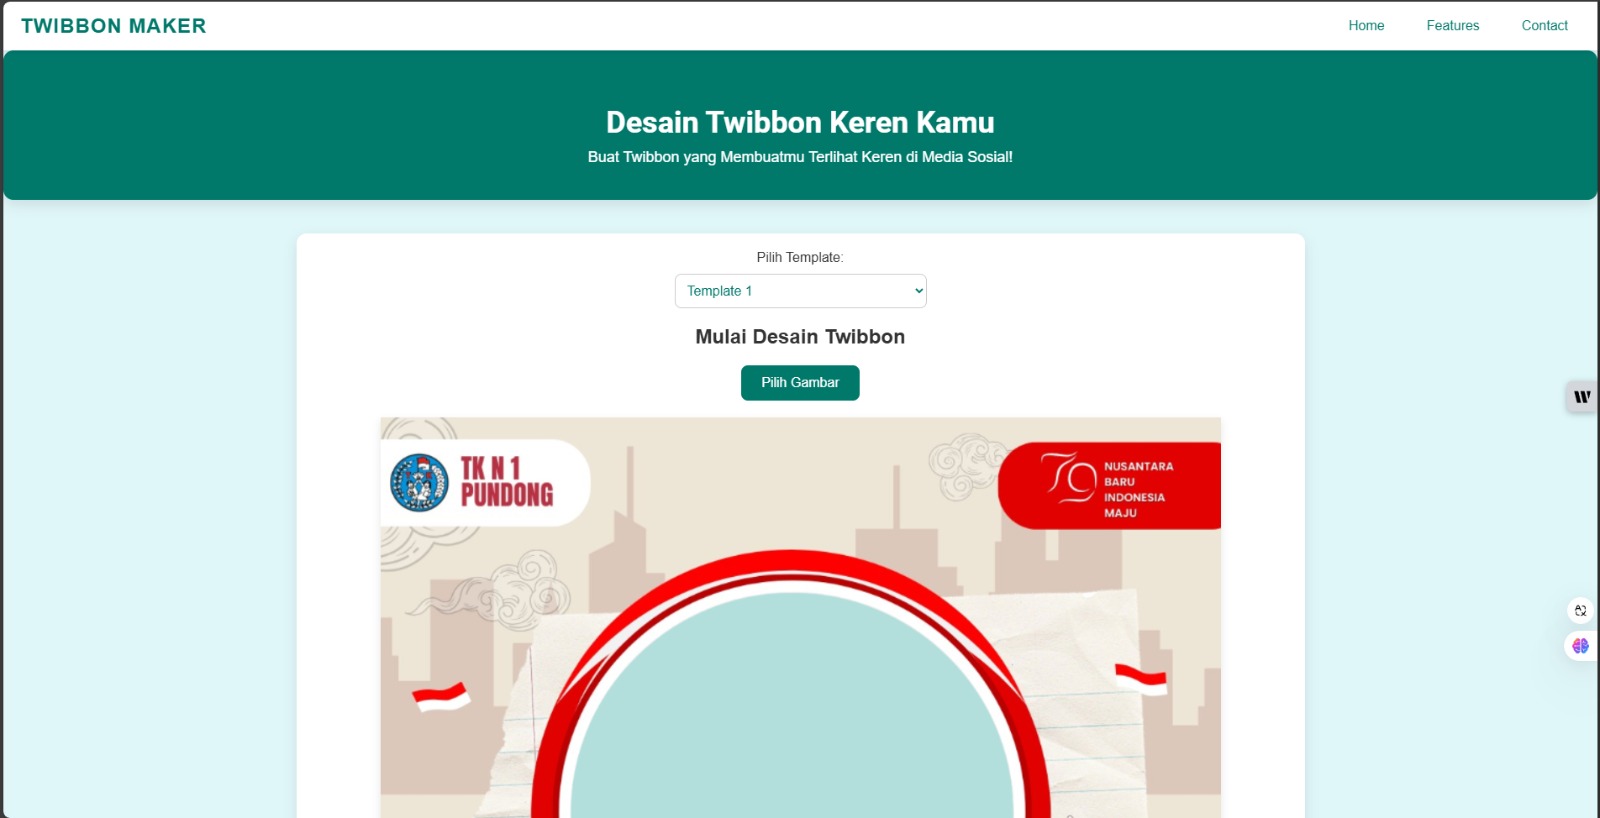 TWIBBON MAKER
Home
Features
Contact
Desain Twibbon Keren Kamu
Buat Twibbon yang Membuatmu Terlihat Keren di Media Sosial!
Pilih Template:
Template 1
Mulai Desain Twibbon
Pilih Gambar
TK N 1
PUNDONG
NUSANTARA
BARU
INDONESIA
MAJU